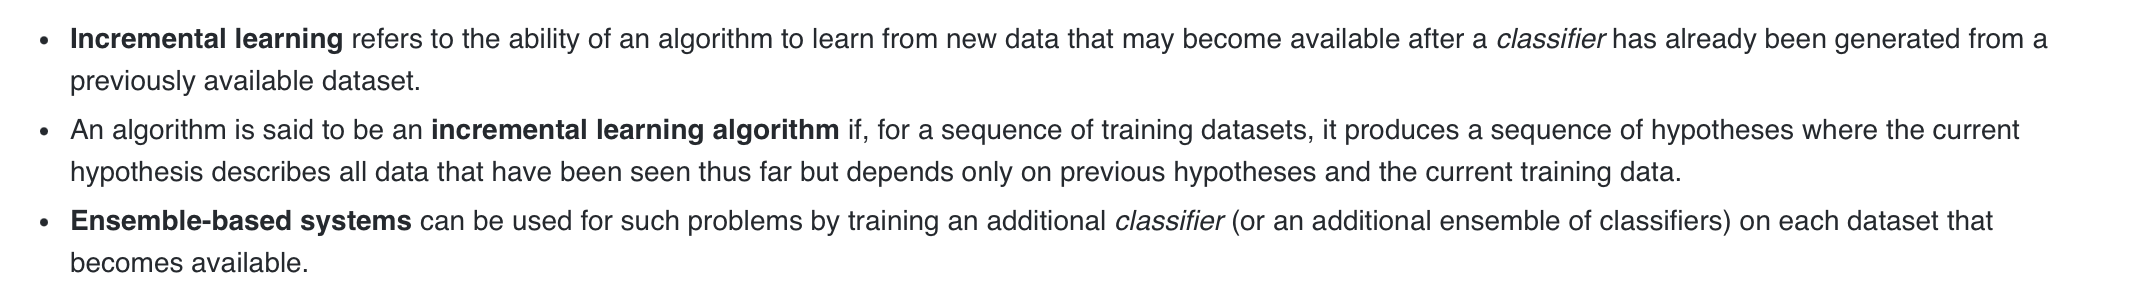 • Incremental learning refers to the ability of an algorithm to learn from new data that may become available after a classifier has already been generated from a
previously available dataset.
• An algorithm is said to be an incremental learning algorithm if, for a sequence of training datasets, it produces a sequence of hypotheses where the current
hypothesis describes all data that have been seen thus far but depends only on previous hypotheses and the current training data.
• Ensemble-based systems can be used for such problems by training an additional classifier (or an additional ensemble of classifiers) on each dataset that
becomes available.